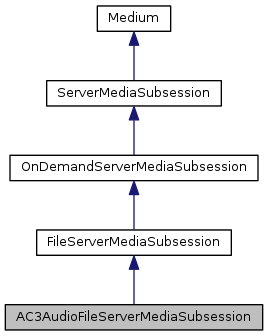 Medium
ServerMediaSubsession
OnDemandServerMediaSubsession
FileServerMediaSubsession
AC3AudioFileServerMediaSubsession